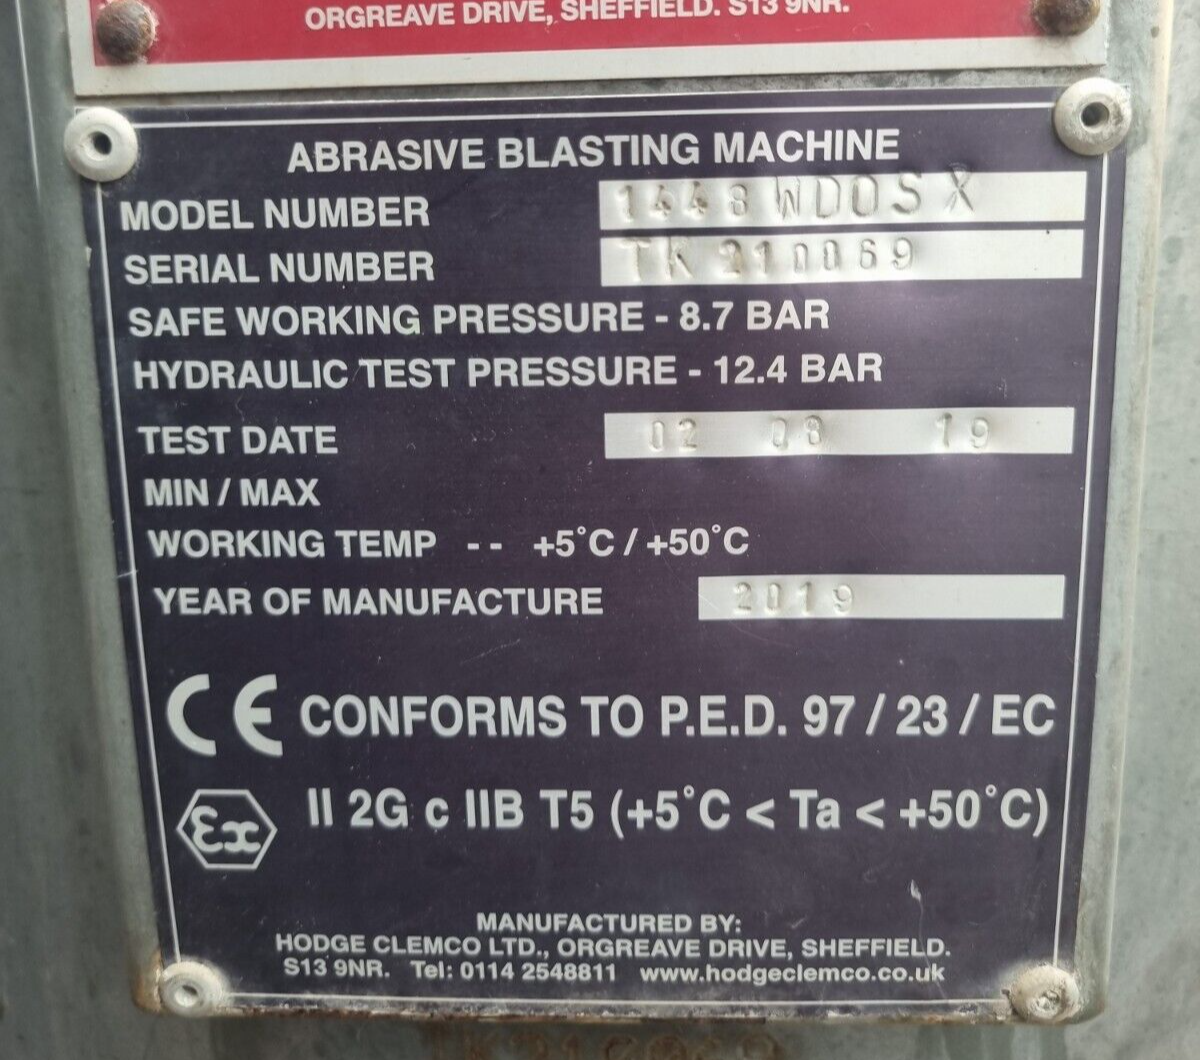 ORGREAVE DRIVE, SHEFFIELD. S13 9NR.
ABRASIVE BLASTING MACHINE
MODEL NUMBER 1448 WDOSX
SERIAL NUMBER TK 210069
SAFE WORKING PRESSURE - 8.7 BAR
HYDRAULIC TEST PRESSURE - 12.4 BAR
TEST DATE 02 08 19
MIN / MAX
WORKING TEMP -- +5°C / +50°C
YEAR OF MANUFACTURE 2019
CE CONFORMS TO P.E.D. 97 / 23 / EC
Ex II 2G c IIB T5 (+5°C < Ta < +50°C)
MANUFACTURED BY:
HODGE CLEMCO LTD., ORGREAVE DRIVE, SHEFFIELD.
S13 9NR. Tel: 0114 2548811 www.hodgeclemco.co.uk